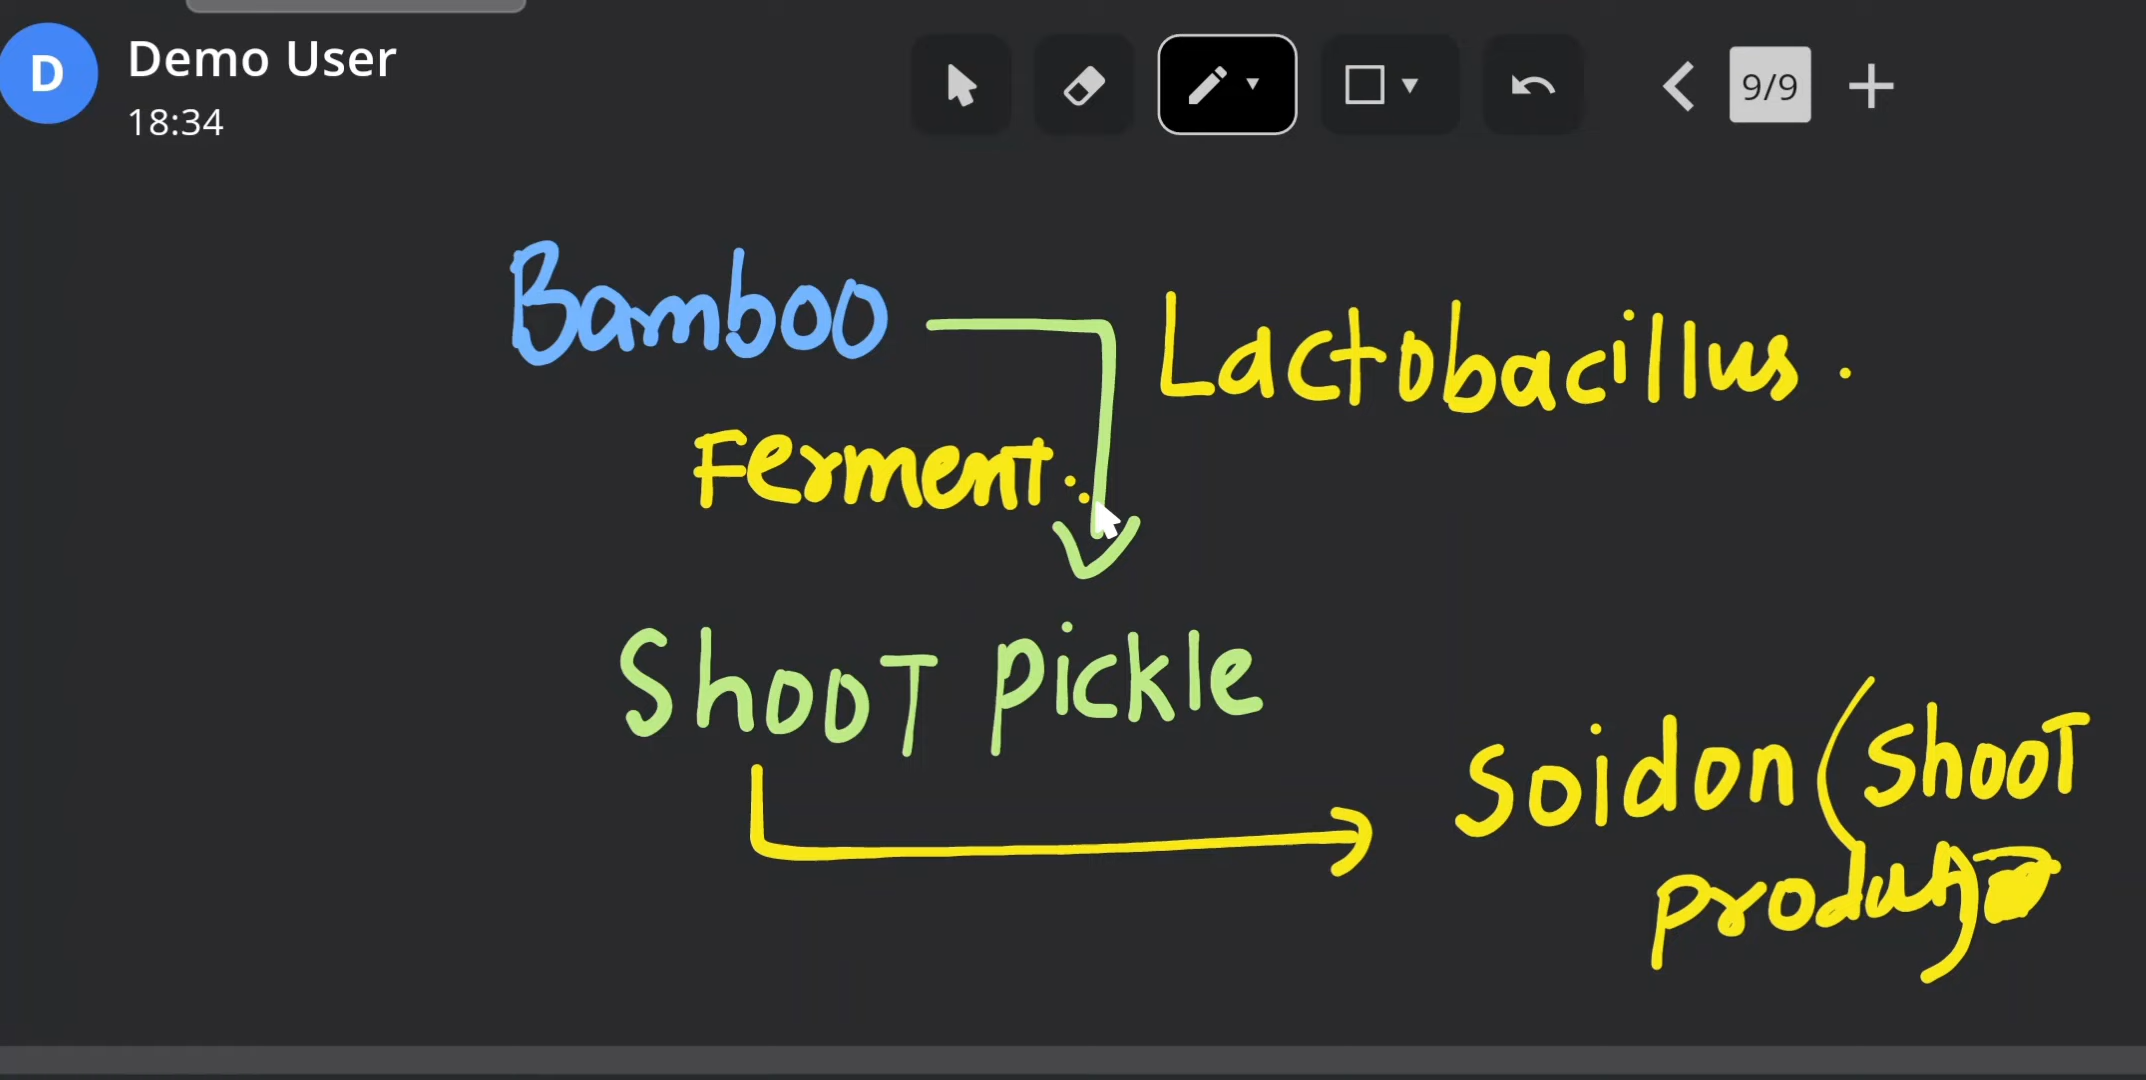 D
Demo User
18:34
9/9
Bamboo
Lactobacillus.
Ferment.
Shoot Pickle
Soidon (Shoot